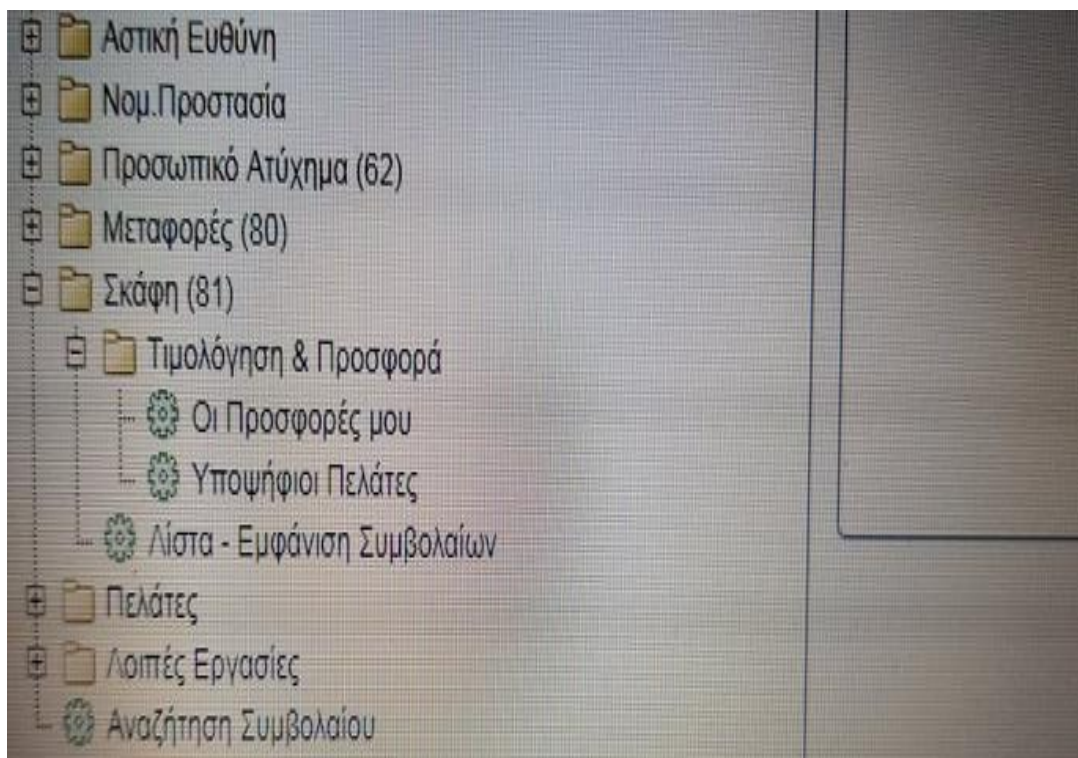 Αστική Ευθύνη
Νομ.Προστασία
Προσωπικό Ατύχημα (62)
Μεταφορές (80)
Σκάφη (81)
Τιμολόγηση & Προσφορά
Οι Προσφορές μου
Υποψήφιοι Πελάτες
Λίστα - Εμφάνιση Συμβολαίων
Πελάτες
Λοιπές Εργασίες
Αναζήτηση Συμβολαίου